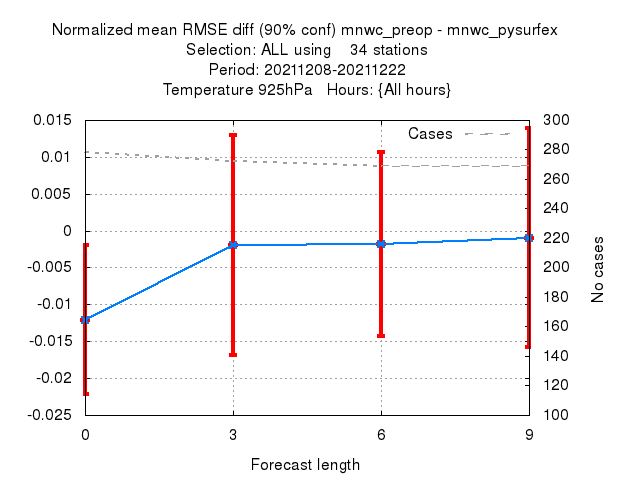 Normalized mean RMSE diff (90% conf) mnwc_preop - mnwc_pysurfex
Selection: ALL using 34 stations
Period: 20211208-20211222
Temperature 925hPa Hours: {All hours}
0.015 300
Cases
0.01 280
0.005 260
0 240
-0.005 220
-0.01 200
-0.015 180
-0.02 160
-0.025 140
120
100
No cases
0 3 6 9
Forecast length